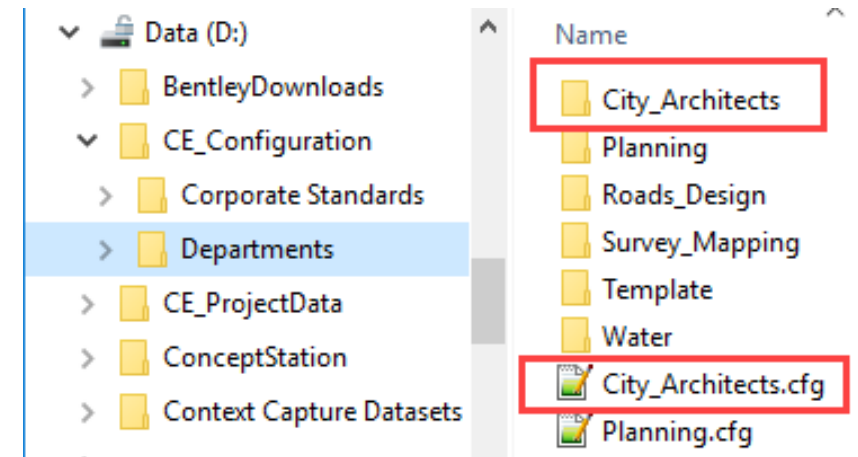 Data (D:)
BentleyDownloads
CE_Configuration
Corporate Standards
Departments
CE_ProjectData
ConceptStation
Context Capture Datasets
Name
City_Architects
Planning
Roads_Design
Survey_Mapping
Template
Water
City_Architects.cfg
Planning.cfg